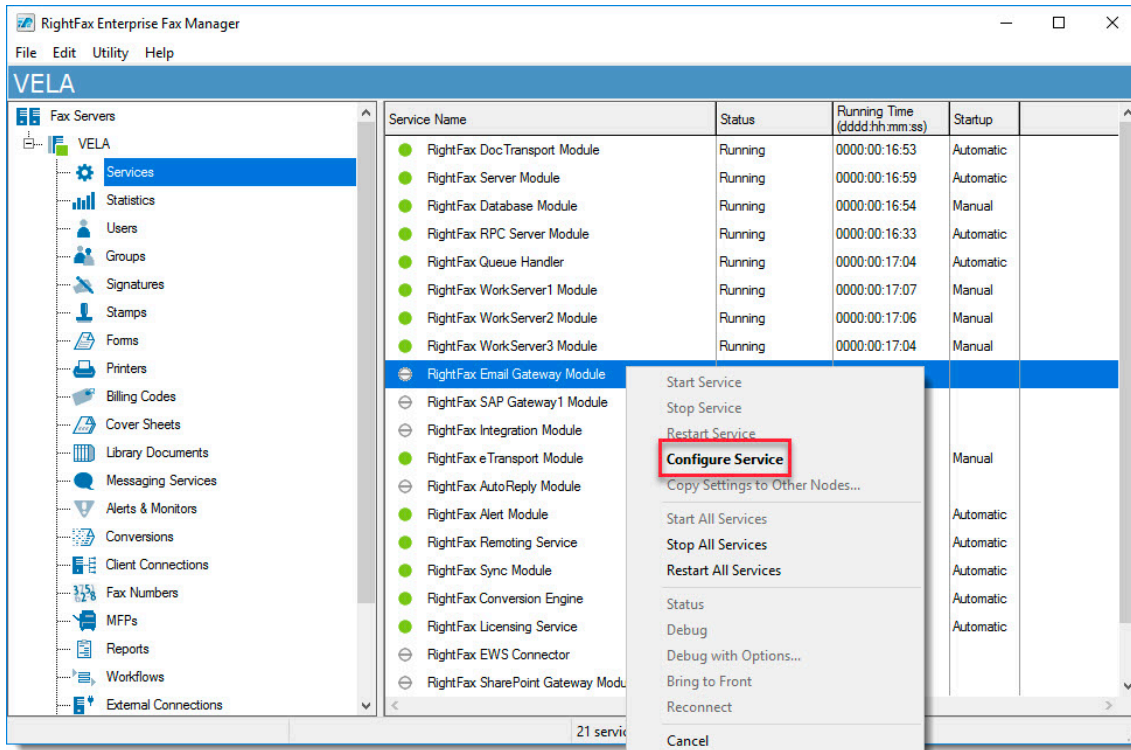 RightFax Enterprise Fax Manager
File Edit Utility Help
VELA
Fax Servers
VELA
Services
Statistics
Users
Groups
Signatures
Stamps
Forms
Printers
Billing Codes
Cover Sheets
Library Documents
Messaging Services
Alerts & Monitors
Conversions
Client Connections
Fax Numbers
MFPs
Reports
Workflows
External Connections
Service Name Status Running Time (dddd:hh:mm:ss) Startup
RightFax DocTransport Module Running 0000:00:16:53 Automatic
RightFax Server Module Running 0000:00:16:59 Automatic
RightFax Database Module Running 0000:00:16:54 Manual
RightFax RPC Server Module Running 0000:00:16:33 Automatic
RightFax Queue Handler Running 0000:00:17:04 Automatic
RightFax WorkServer1 Module Running 0000:00:17:07 Manual
RightFax WorkServer2 Module Running 0000:00:17:06 Manual
RightFax WorkServer3 Module Running 0000:00:17:04 Manual
RightFax Email Gateway Module
RightFax SAP Gateway1 Module
RightFax Integration Module
RightFax eTransport Module Manual
RightFax AutoReply Module
RightFax Alert Module Automatic
RightFax Remoting Service Automatic
RightFax Sync Module Automatic
RightFax Conversion Engine Automatic
RightFax Licensing Service Automatic
RightFax EWS Connector
RightFax SharePoint Gateway Modu
Start Service
Stop Service
Restart Service
Configure Service
Copy Settings to Other Nodes...
Start All Services
Stop All Services
Restart All Services
Status
Debug
Debug with Options...
Bring to Front
Reconnect
Cancel
21 servic